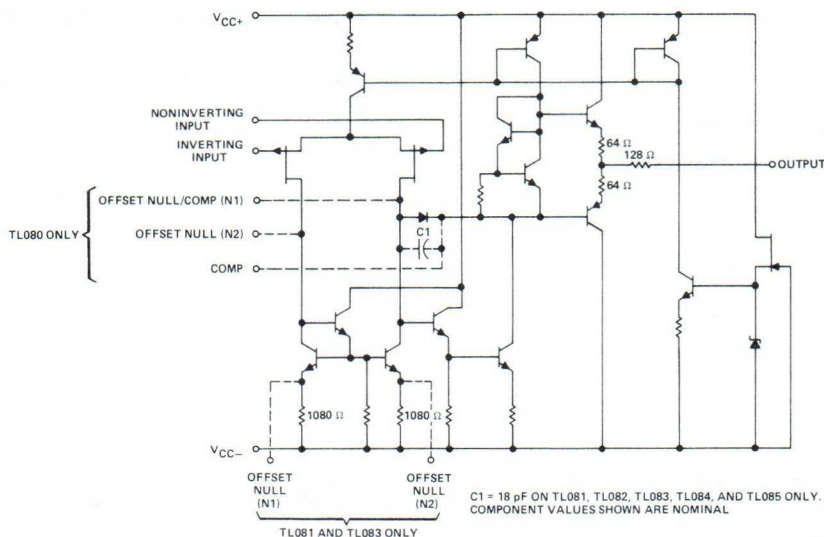 VCC+
NONINVERTING
INPUT
INVERTING
INPUT
64 Ω
128 Ω
OUTPUT
64 Ω
OFFSET NULL/COMP (N1)
TL080 ONLY
OFFSET NULL (N2)
C1
COMP
1080 Ω
1080 Ω
VCC−
OFFSET
NULL
(N1)
OFFSET
NULL
(N2)
C1 = 18 pF ON TL081, TL082, TL083, TL084, AND TL085 ONLY.
COMPONENT VALUES SHOWN ARE NOMINAL
TL081 AND TL083 ONLY